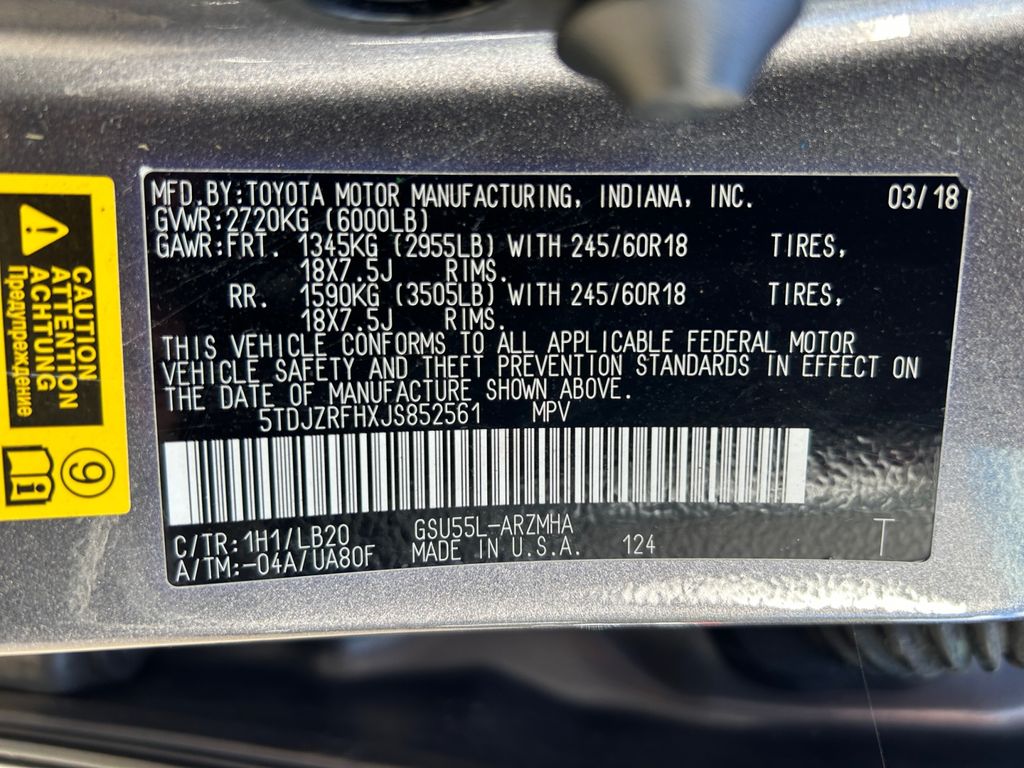 MFD.BY:TOYOTA MOTOR MANUFACTURING, INDIANA, INC. 03/18
GVWR:2720KG (6000LB)
GAWR:FRT. 1345KG (2955LB) WITH 245/60R18 TIRES,
18X7.5J RIMS.
RR. 1590KG (3505LB) WITH 245/60R18 TIRES,
18X7.5J RIMS.
THIS VEHICLE CONFORMS TO ALL APPLICABLE FEDERAL MOTOR
VEHICLE SAFETY AND THEFT PREVENTION STANDARDS IN EFFECT ON
THE DATE OF MANUFACTURE SHOWN ABOVE.
5TDJZRFHXJS852561 MPV
C/TR:1H1/LB20 GSU55L-ARZMHA
A/TM:-04A/UA80F MADE IN U.S.A. 124 T
CAUTION
ATTENTION
ACHTUNG
Предупреждение
9